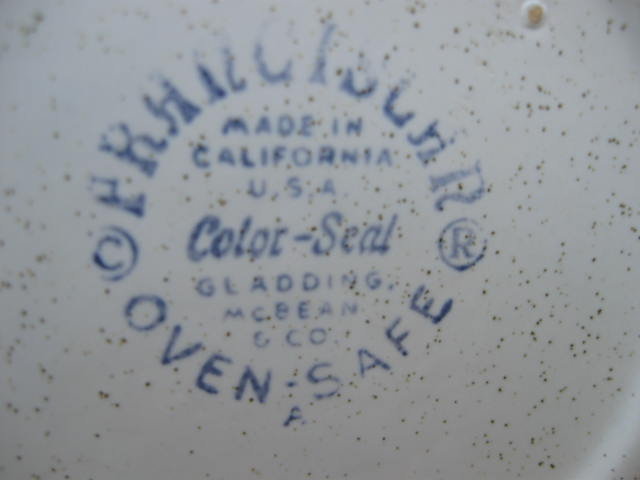 FRANCISCAN
MADE IN
CALIFORNIA
U.S.A
Color-Seal
GLADDING,
MCBEAN
& CO.
© OVEN-SAFE ®
A